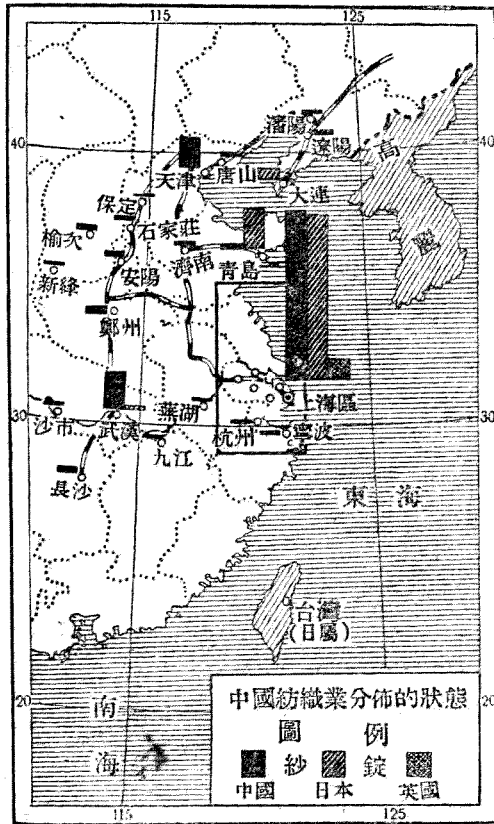 115 125
40 40
瀋陽
遼陽
高
麗
天津
唐山
大連
保定
石家莊
榆次
濟南
青島
新絳
安陽
鄭州
蕪湖
上海區
30 30
沙市
武漢
九江
杭州
寧波
長沙
東海
台灣
(日屬)
20 20
南
海
中國紡織業分佈的狀態
圖例
紗 錠
中國 日本 英國
115 125